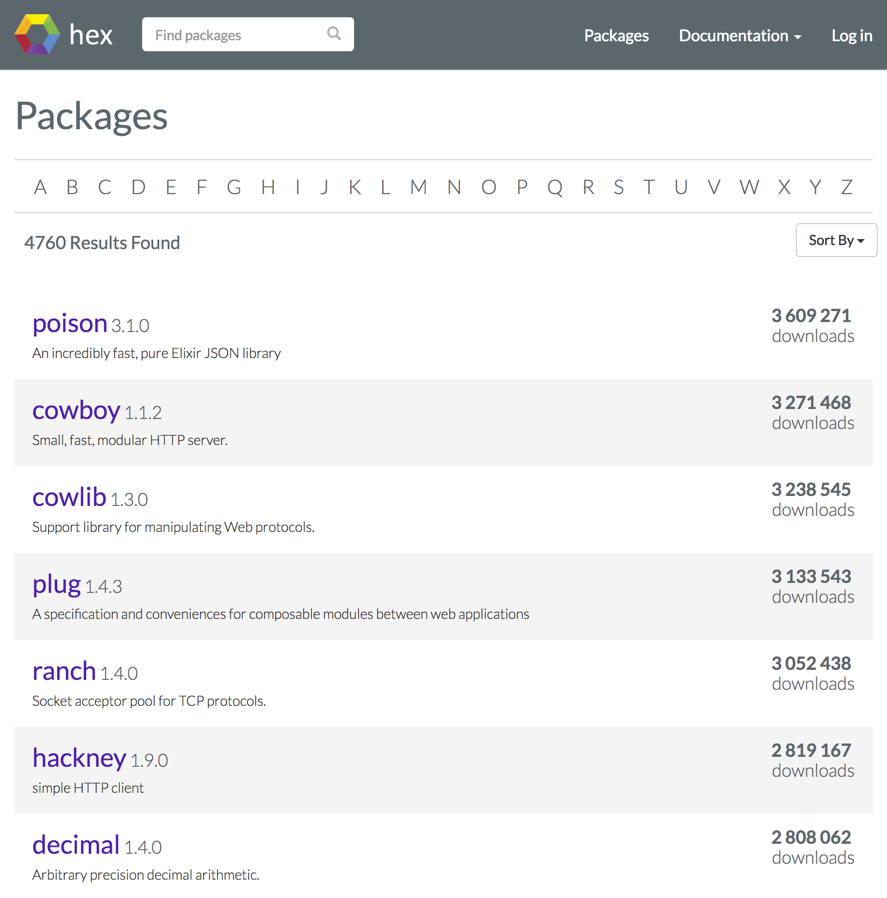 hex
Find packages
Packages Documentation Log in
Packages
A B C D E F G H I J K L M N O P Q R S T U V W X Y Z
4760 Results Found
Sort By
poison 3.1.0
An incredibly fast, pure Elixir JSON library
3 609 271
downloads
cowboy 1.1.2
Small, fast, modular HTTP server.
3 271 468
downloads
cowlib 1.3.0
Support library for manipulating Web protocols.
3 238 545
downloads
plug 1.4.3
A specification and conveniences for composable modules between web applications
3 133 543
downloads
ranch 1.4.0
Socket acceptor pool for TCP protocols.
3 052 438
downloads
hackney 1.9.0
simple HTTP client
2 819 167
downloads
decimal 1.4.0
Arbitrary precision decimal arithmetic.
2 808 062
downloads